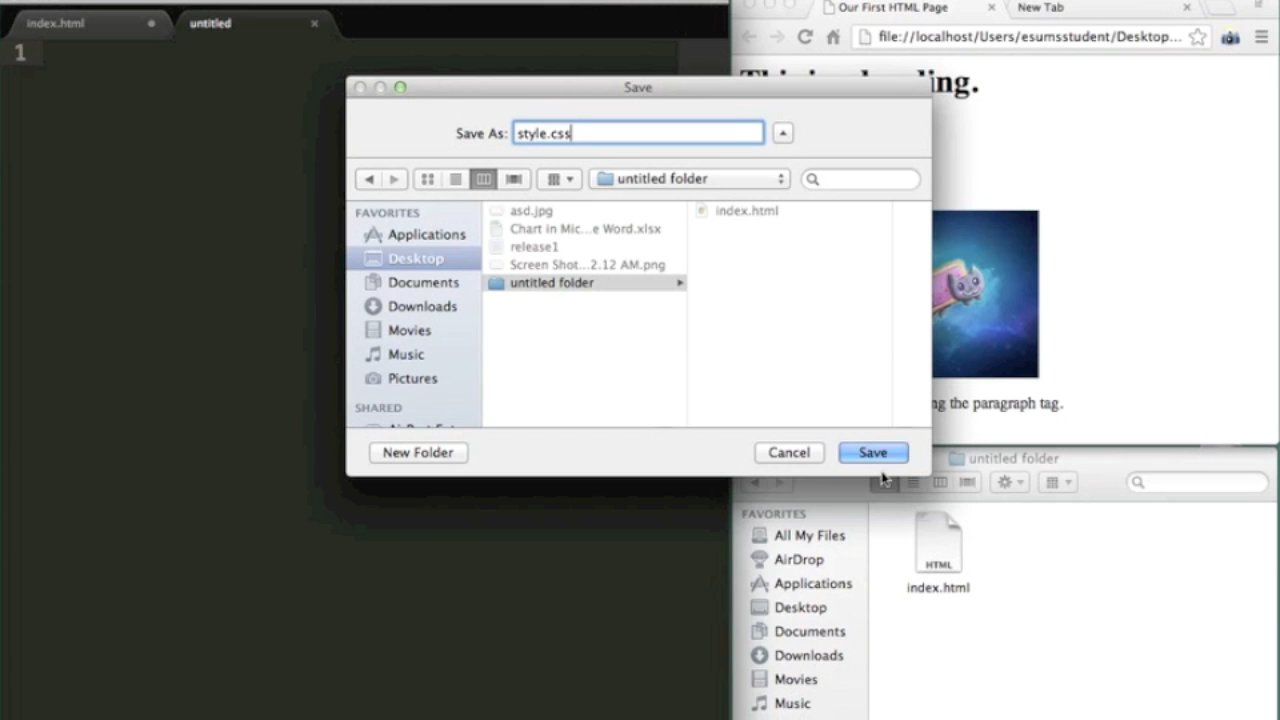 index.html
untitled
Our First HTML Page
New Tab
1
file://localhost/Users/esumsstudent/Desktop...
ing.
Save
Save As: style.css
untitled folder
FAVORITES
Applications
Desktop
Documents
Downloads
Movies
Music
Pictures
SHARED
asd.jpg
Chart in Mic...e Word.xlsx
release1
Screen Shot...2.12 AM.png
untitled folder
index.html
New Folder
Cancel
Save
ng the paragraph tag.
untitled folder
FAVORITES
All My Files
AirDrop
Applications
Desktop
Documents
Downloads
Movies
Music
HTML
index.html